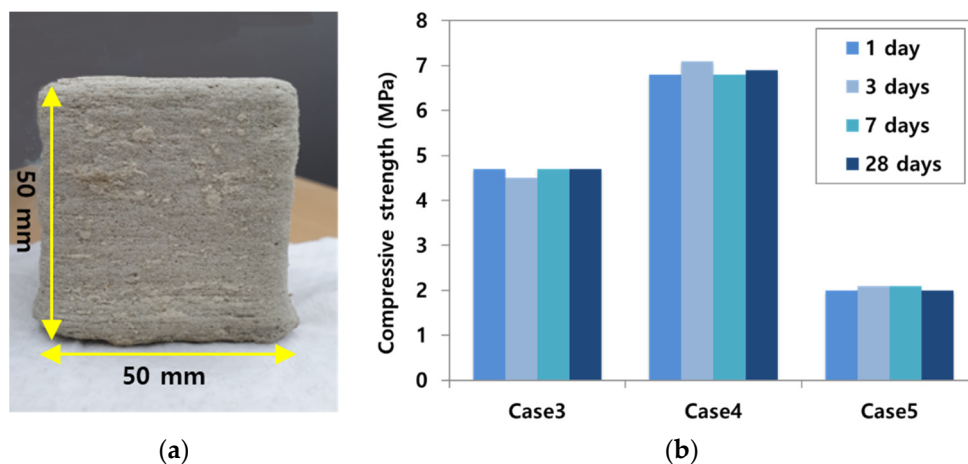 50 mm
50 mm
(a)
Compressive strength (MPa)
8
7
6
5
4
3
2
1
0
1 day
3 days
7 days
28 days
Case3
Case4
Case5
(b)